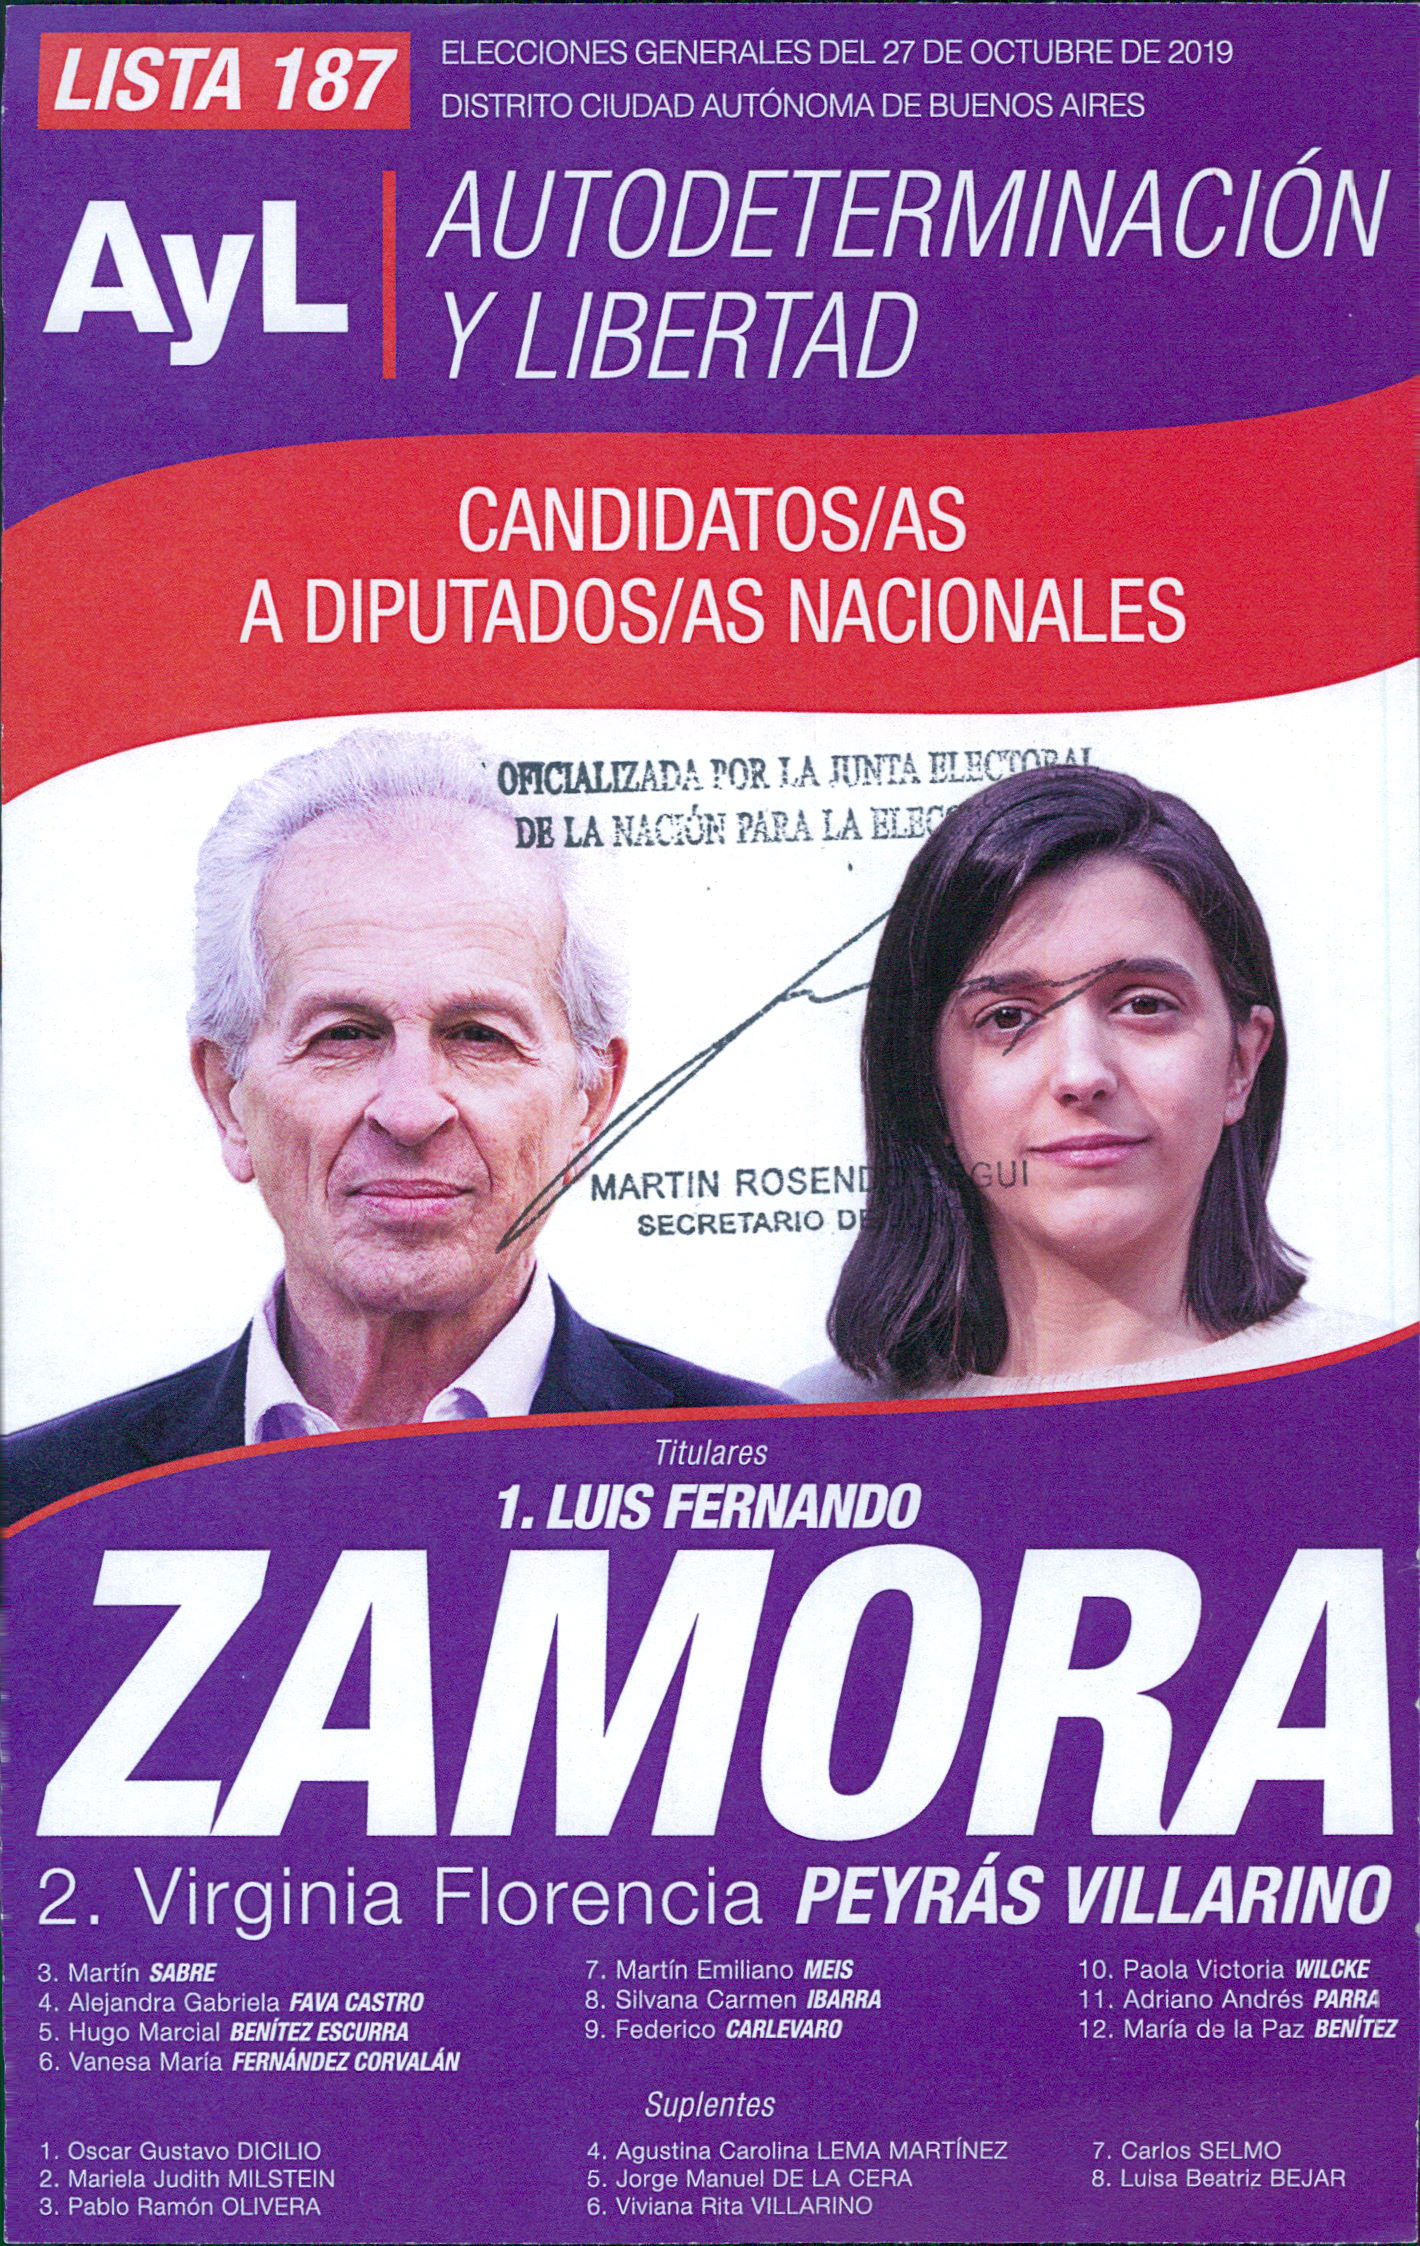 LISTA 187
ELECCIONES GENERALES DEL 27 DE OCTUBRE DE 2019
DISTRITO CIUDAD AUTÓNOMA DE BUENOS AIRES
AyL
AUTODETERMINACIÓN
Y LIBERTAD
CANDIDATOS/AS
A DIPUTADOS/AS NACIONALES
OFICIALIZADA POR LA JUNTA ELECTORAL
DE LA NACIÓN PARA LA
MARTIN
SECRETARIO
Titulares
1. LUIS FERNANDO
ZAMORA
2. Virginia Florencia PEYRÁS VILLARINO
3. Martín SABRE
4. Alejandra Gabriela FAVA CASTRO
5. Hugo Marcial BENÍTEZ ESCURRA
6. Vanesa María FERNÁNDEZ CORVALÁN
7. Martín Emiliano MEIS
8. Silvana Carmen IBARRA
9. Federico CARLEVARO
10. Paola Victoria WILCKE
11. Adriano Andrés PARRA
12. María de la Paz BENÍTEZ
Suplentes
1. Oscar Gustavo DICILIO
2. Mariela Judith MILSTEIN
3. Pablo Ramón OLIVERA
4. Agustina Carolina LEMA MARTÍNEZ
5. Jorge Manuel DE LA CERA
6. Viviana Rita VILLARINO
7. Carlos SELMO
8. Luisa Beatriz BEJAR